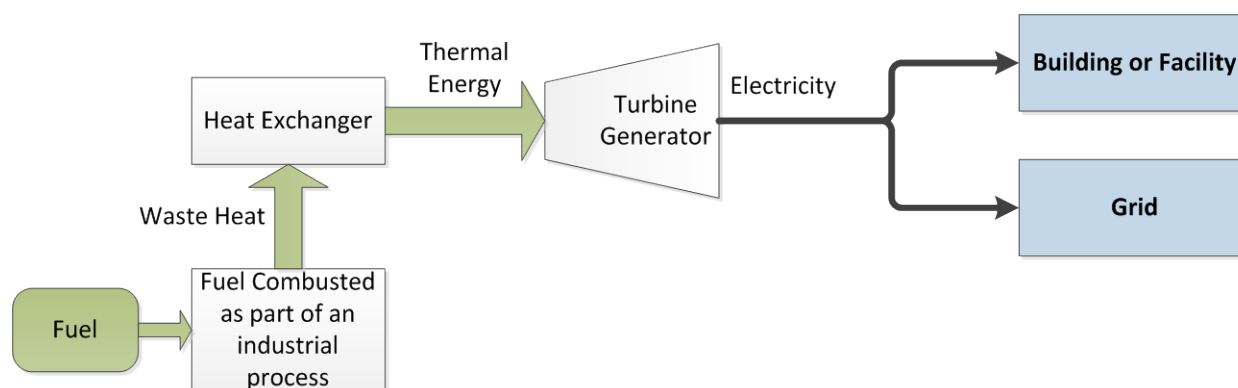 Thermal
Energy
Building or Facility
Electricity
Heat Exchanger
Turbine
Generator
Waste Heat
Grid
Fuel
Fuel Combusted
as part of an
industrial
process